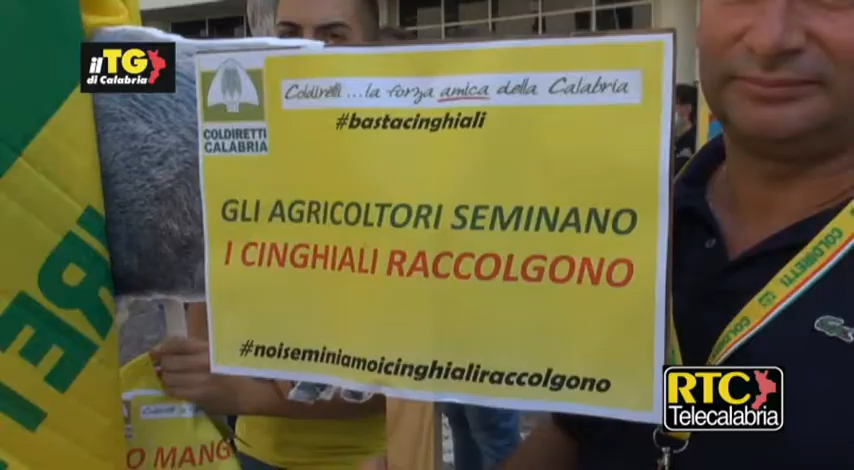 il TG
di Calabria
COLDIRETTI
CALABRIA
Coldiretti ...la forza amica della Calabria
#bastacinghiali
GLI AGRICOLTORI SEMINANO
I CINGHIALI RACCOLGONO
#noiseminiamoicinghialiraccolgono
COLDIRETTI
RTC
Telecalabria
O MANG